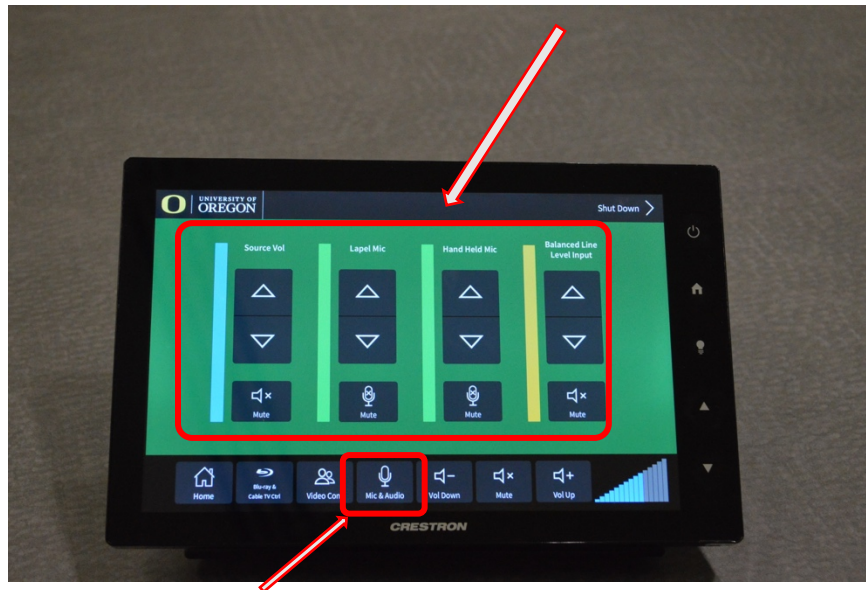 O
UNIVERSITY OF
OREGON
Shut Down
Source Vol
Lapel Mic
Hand Held Mic
Balanced Line
Level Input
Mute
Mute
Mute
Mute
Home
Blu-ray &
Cable TV Ctrl
Video Con
Mic & Audio
Vol Down
Mute
Vol Up
CRESTRON